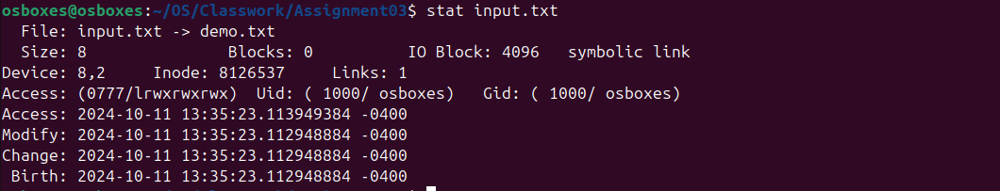 osboxes@osboxes:~/OS/Classwork/Assignment03$ stat input.txt
  File: input.txt -> demo.txt
  Size: 8               Blocks: 0          IO Block: 4096   symbolic link
Device: 8,2     Inode: 8126537     Links: 1
Access: (0777/lrwxrwxrwx)  Uid: ( 1000/ osboxes)   Gid: ( 1000/ osboxes)
Access: 2024-10-11 13:35:23.113949384 -0400
Modify: 2024-10-11 13:35:23.112948884 -0400
Change: 2024-10-11 13:35:23.112948884 -0400
 Birth: 2024-10-11 13:35:23.112948884 -0400